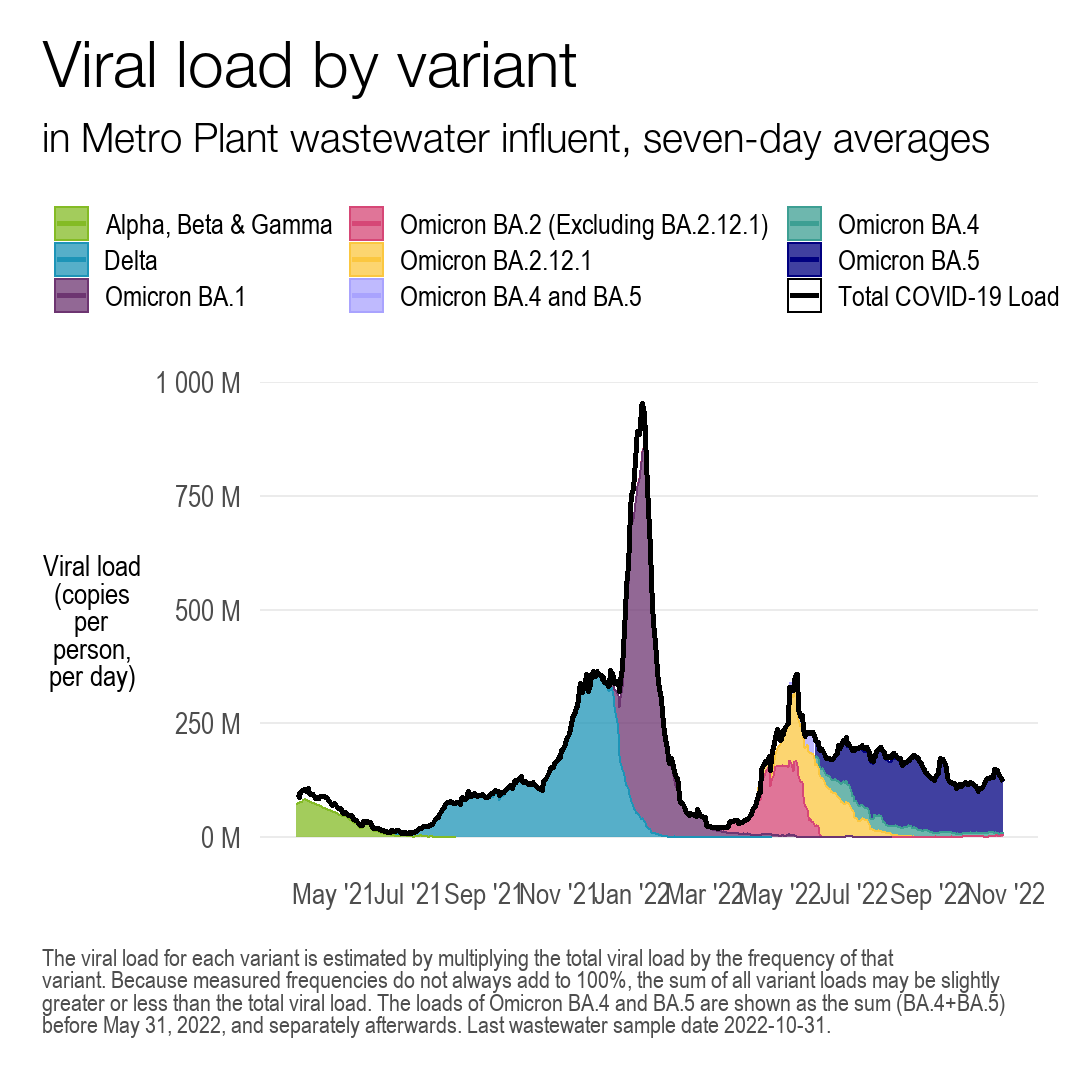 Viral load by variant
in Metro Plant wastewater influent, seven-day averages
Alpha, Beta & Gamma
Delta
Omicron BA.1
Omicron BA.2 (Excluding BA.2.12.1)
Omicron BA.2.12.1
Omicron BA.4 and BA.5
Omicron BA.4
Omicron BA.5
Total COVID-19 Load
1 000 M
750 M
500 M
250 M
0 M
Viral load
(copies
per
person,
per day)
May '21 Jul '21 Sep '21 Nov '21 Jan '22 Mar '22 May '22 Jul '22 Sep '22 Nov '22
The viral load for each variant is estimated by multiplying the total viral load by the frequency of that
variant. Because measured frequencies do not always add to 100%, the sum of all variant loads may be slightly
greater or less than the total viral load. The loads of Omicron BA.4 and BA.5 are shown as the sum (BA.4+BA.5)
before May 31, 2022, and separately afterwards. Last wastewater sample date 2022-10-31.